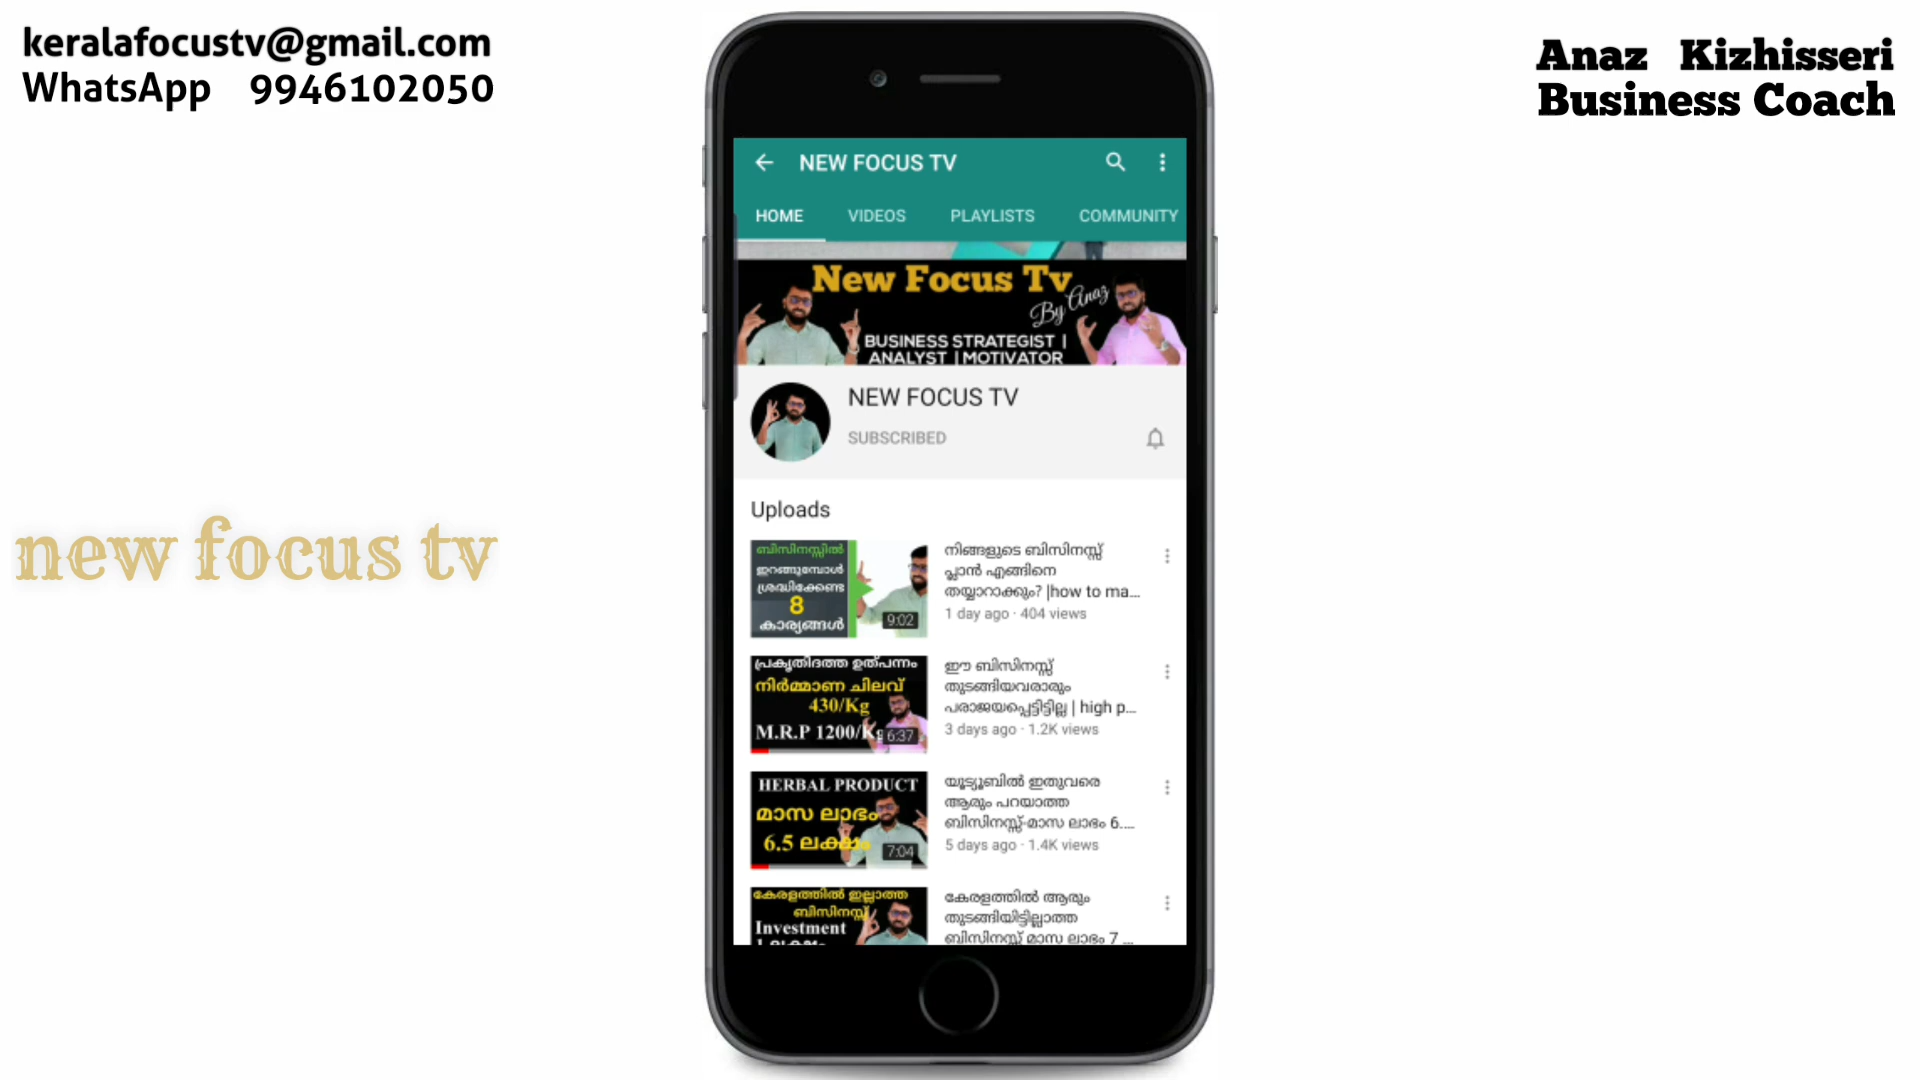 keralafocustv@gmail.com
WhatsApp 9946102050
Anaz Kizhisseri
Business Coach
new focus tv
NEW FOCUS TV
HOME VIDEOS PLAYLISTS COMMUNITY
New Focus Tv
By Anaz
BUSINESS STRATEGIST |
ANALYST | MOTIVATOR
NEW FOCUS TV
SUBSCRIBED
Uploads
ബിസിനസ്സിൽ
ഇറങ്ങുമ്പോൾ
ശ്രദ്ധിക്കേണ്ട
8
കാര്യങ്ങൾ
9:02
നിങ്ങളുടെ ബിസിനസ്സ്
പ്ലാൻ എങ്ങിനെ
തയ്യാറാക്കും? |how to ma...
1 day ago · 404 views
പ്രകൃതിദത്ത ഉത്പന്നം
നിർമ്മാണ ചിലവ്
430/Kg
M.R.P 1200/Kg
6:37
ഈ ബിസിനസ്സ്
തുടങ്ങിയവരാരും
പരാജയപ്പെട്ടിട്ടില്ല | high p...
3 days ago · 1.2K views
HERBAL PRODUCT
മാസ ലാഭം
6.5 ലക്ഷം
7:04
യൂട്യൂബിൽ ഇതുവരെ
ആരും പറയാത്ത
ബിസിനസ്സ്-മാസ ലാഭം 6....
5 days ago · 1.4K views
കേരളത്തിൽ ഇല്ലാത്ത
ബിസിനസ്സ്
Investment
കേരളത്തിൽ ആരും
തുടങ്ങിയിട്ടില്ലാത്ത
ബിസിനസ്സ് മാസ ലാഭം 7 ...